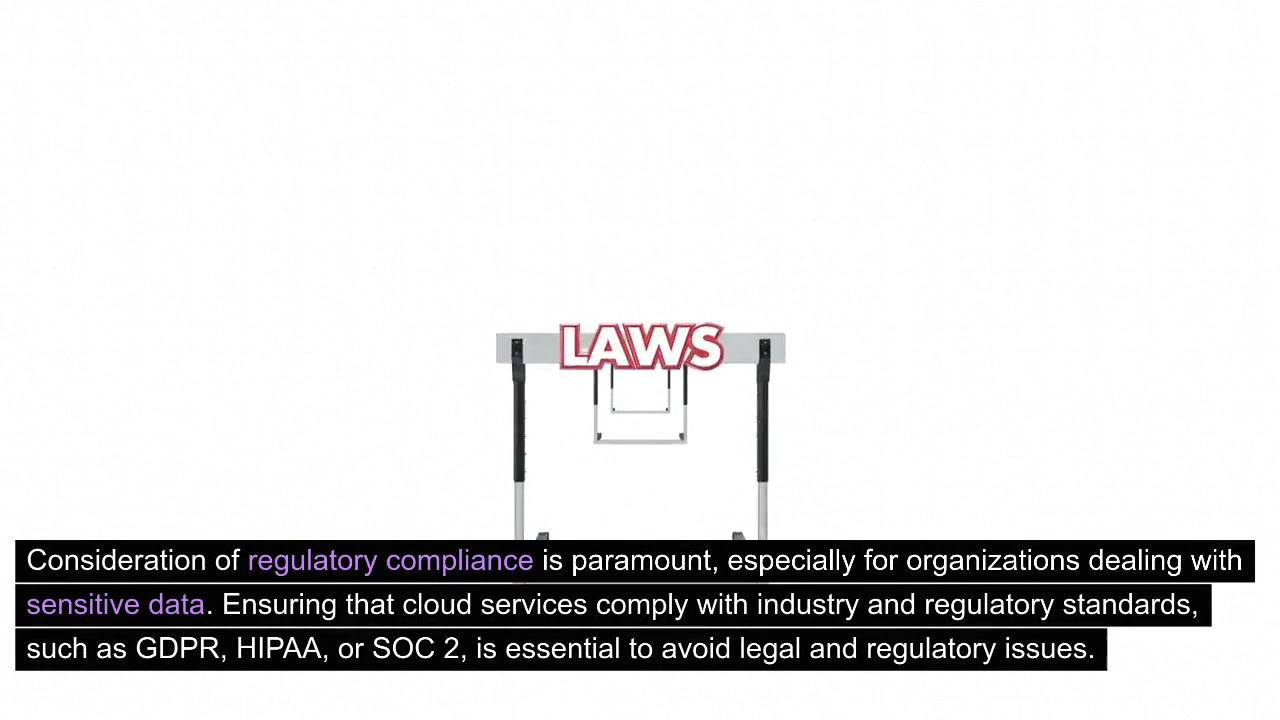 LAWS
Consideration of regulatory compliance is paramount, especially for organizations dealing with
sensitive data. Ensuring that cloud services comply with industry and regulatory standards,
such as GDPR, HIPAA, or SOC 2, is essential to avoid legal and regulatory issues.